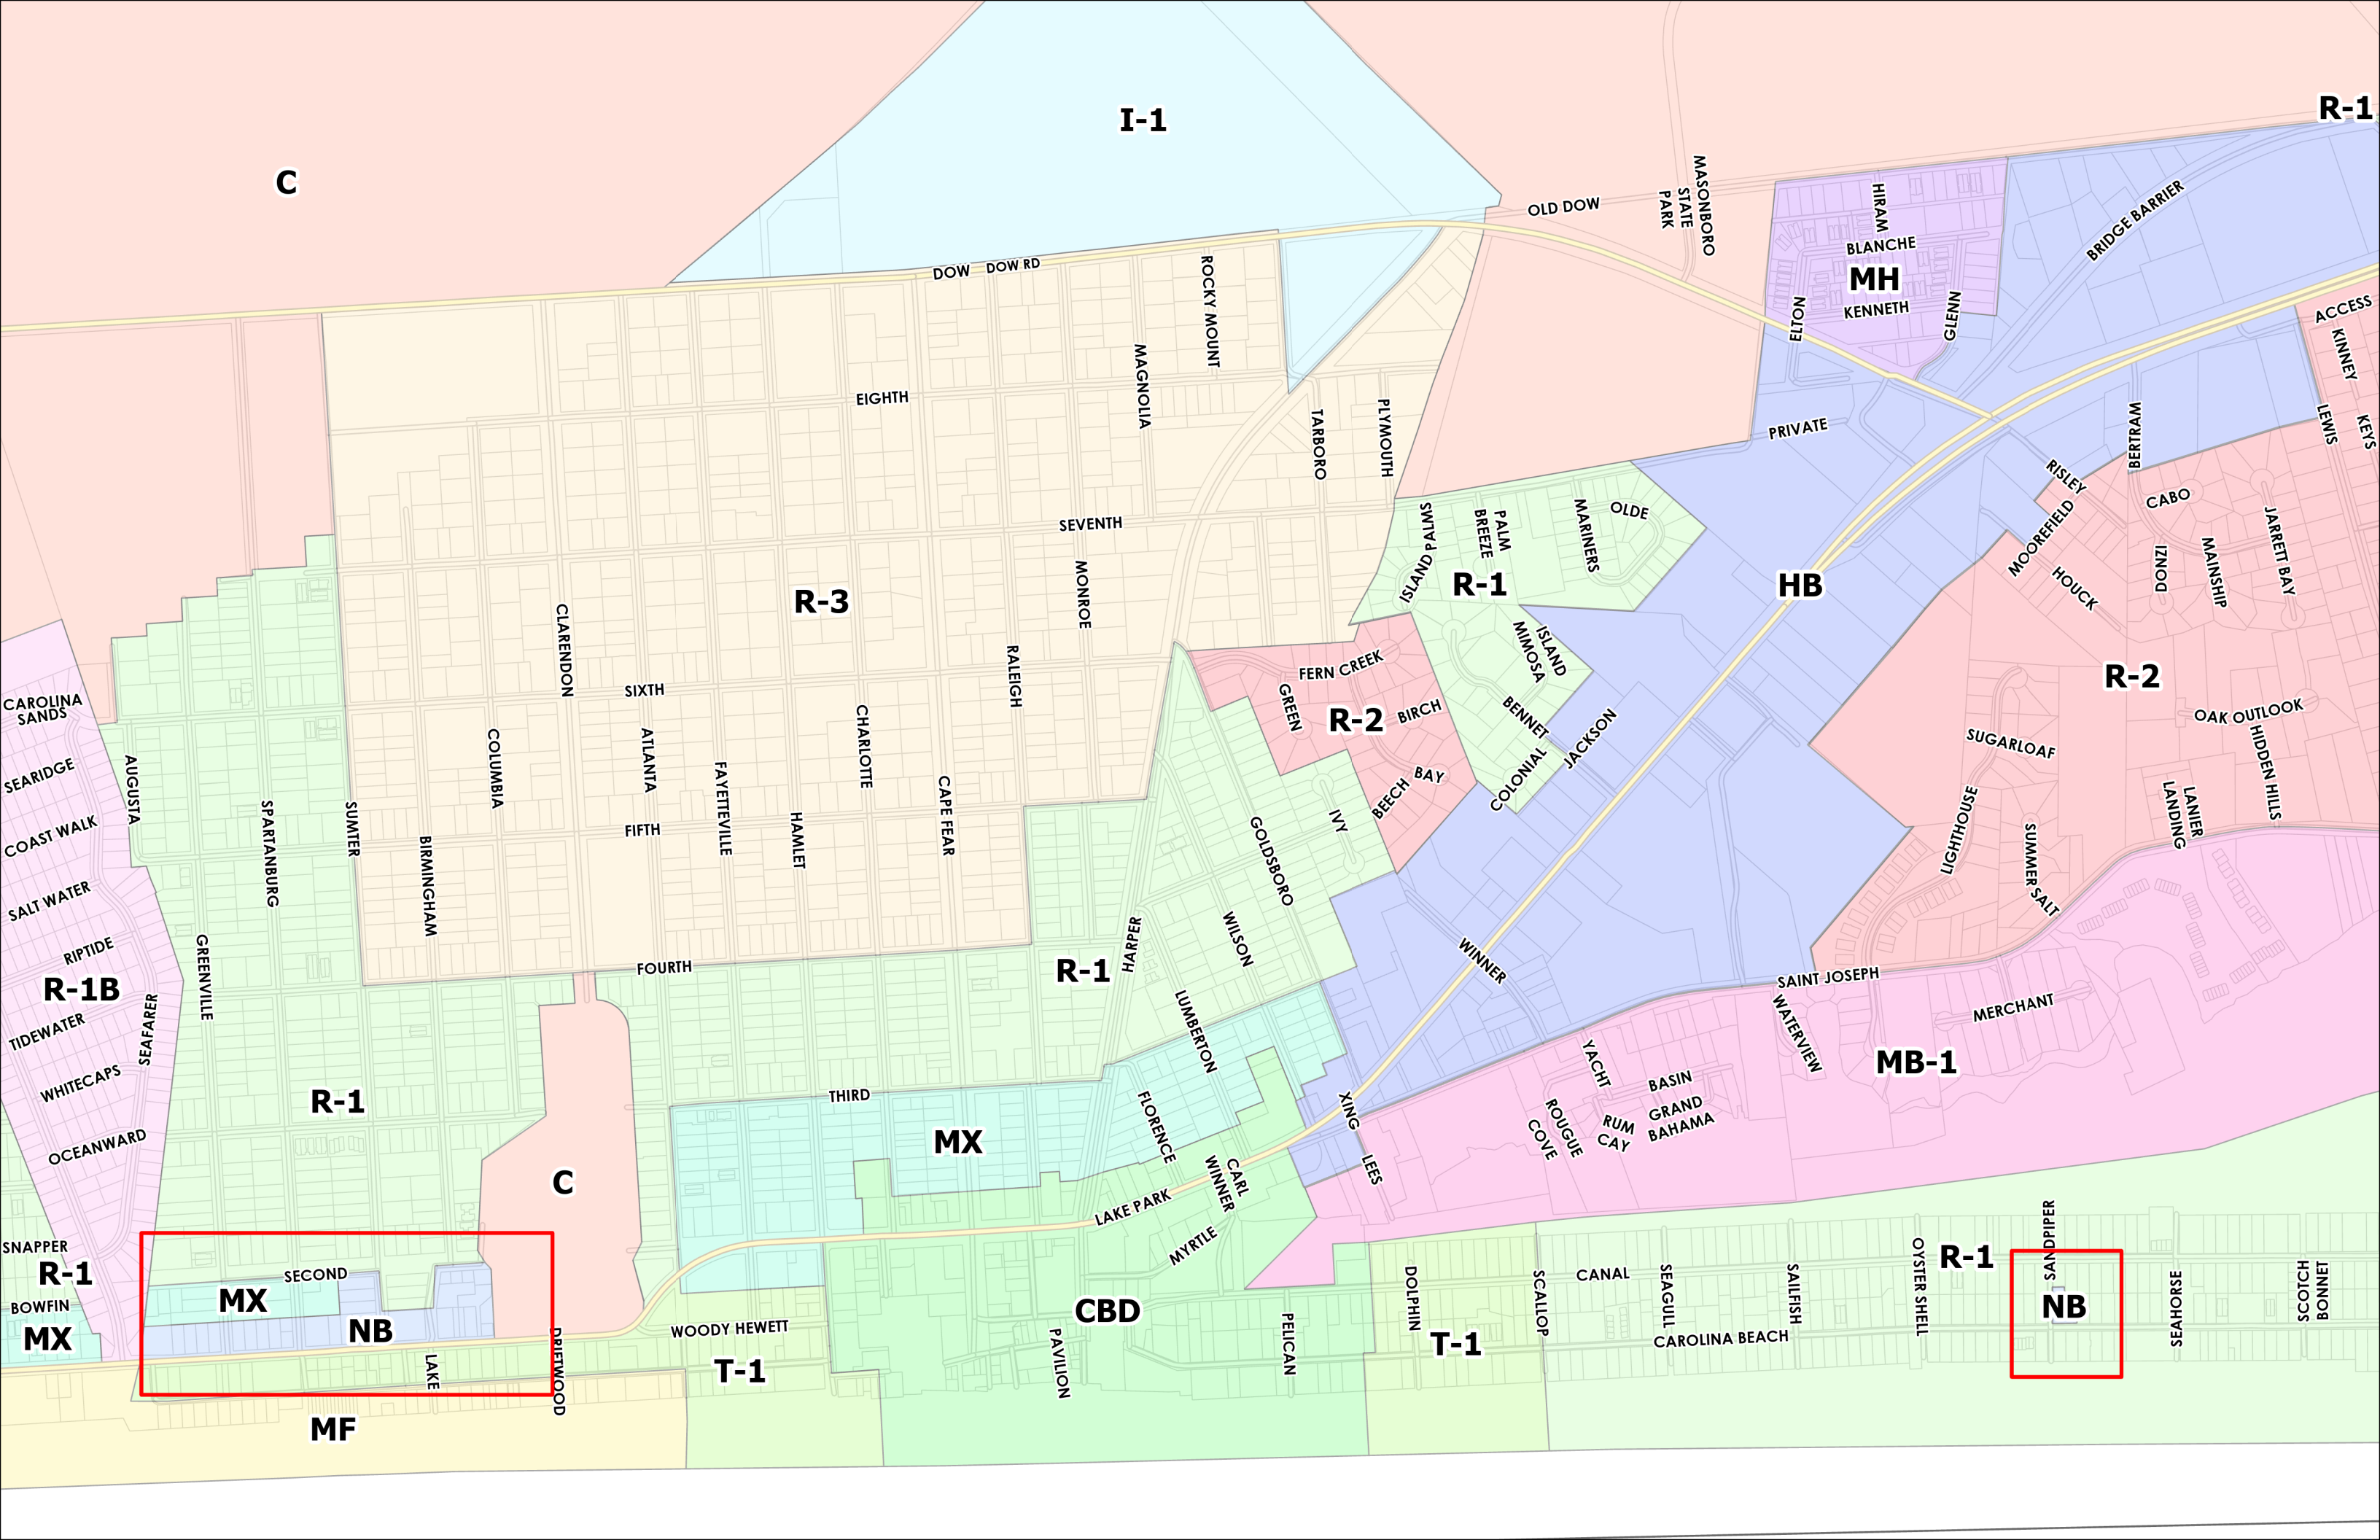 C
I-1
R-1
MASONBORO
STATE
PARK
OLD DOW
HIRAM
BLANCHE
MH
KENNETH
ELTON
GLENN
BRIDGE BARRIER
ACCESS
KINNEY
KEYS
LEWIS
DOW
DOW RD
ROCKY MOUNT
MAGNOLIA
EIGHTH
TARBORO
PLYMOUTH
PRIVATE
BERTRAM
RISLEY
CABO
MOOREFIELD
JARRETT BAY
DONIZI
MAINSHIP
HOUCK
SEVENTH
MONROE
ISLAND PALMS
PALM
BREEZE
MARINERS
OLDE
R-1
HB
R-3
CLARENDON
RALEIGH
SIXTH
FERN CREEK
GREEN
R-2
BIRCH
ISLAND
MIMOSA
BENNET
COLONIAL
JACKSON
R-2
OAK OUTLOOK
HIDDEN HILLS
SUGARLOAF
LIGHTHOUSE
SUMMER SALT
LANIER
LANDING
CAROLINA
SANDS
SEARIDGE
COAST WALK
SALT WATER
RIPTIDE
R-1B
TIDEWATER
WHITECAPS
OCEANWARD
SEAFARER
AUGUSTA
SPARTANBURG
SUMTER
GREENVILLE
BIRMINGHAM
COLUMBIA
ATLANTA
FAYETTEVILLE
HAMLET
CHARLOTTE
CAPE FEAR
FIFTH
FOURTH
GOLDSBORO
IVY
BEECH
BAY
HARPER
WILSON
R-1
LUMBERTON
WINNER
SAINT JOSEPH
WATERVIEW
MERCHANT
MB-1
YACHT
BASIN
GRAND
BAHAMA
RUM
CAY
ROUGUE
COVE
XING
LEES
R-1
THIRD
MX
FLORENCE
CARL
WINNER
LAKE PARK
MYRTLE
C
SNAPPER
R-1
BOWFIN
MX
SECOND
MX
NB
LAKE
DRIFTWOOD
WOODY HEWETT
T-1
MF
CBD
PAVILION
PELICAN
DOLPHIN
T-1
SCALLOP
CANAL
SEAGULL
CAROLINA BEACH
SAILFISH
OYSTER SHELL
R-1
SANDPIPER
NB
SEAHORSE
SCOTCH
BONNET